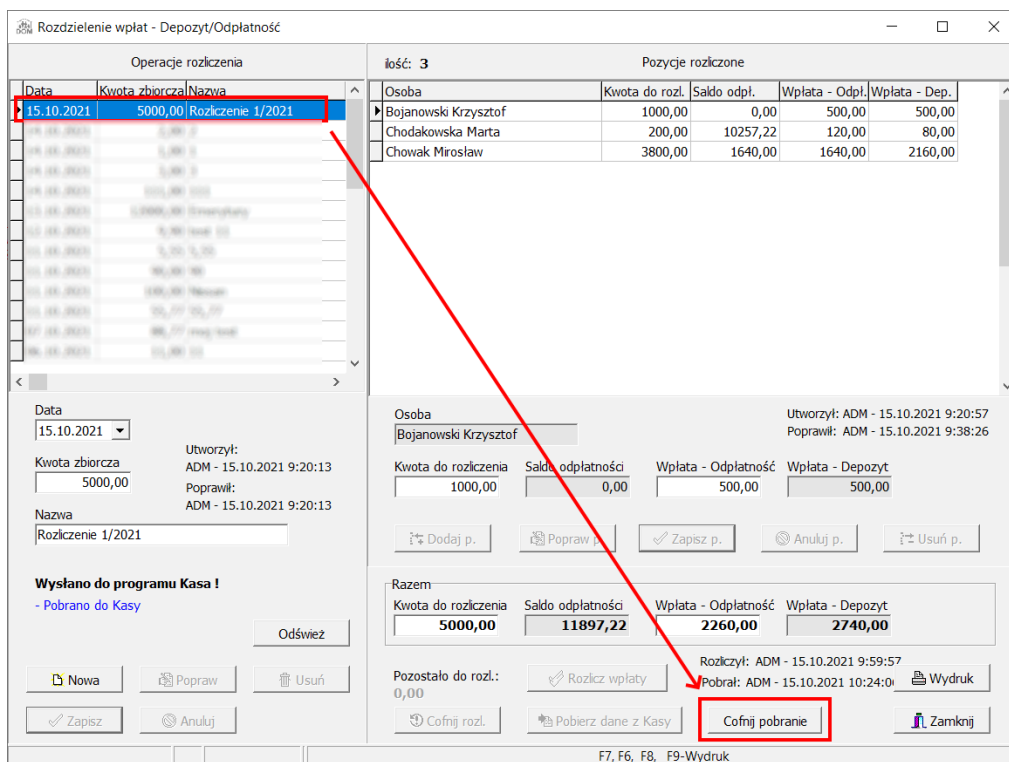 Rozdzielenie wpłat - Depozyt/Odpłatność
Operacje rozliczenia
Data Kwota zbiorcza Nazwa
15.10.2021 5000,00 Rozliczenie 1/2021
ilość: 3 Pozycje rozliczone
Osoba Kwota do rozl. Saldo odpł. Wpłata - Odpł. Wpłata - Dep.
Bojanowski Krzysztof 1000,00 0,00 500,00 500,00
Chodakowska Marta 200,00 10257,22 120,00 80,00
Chowak Mirosław 3800,00 1640,00 1640,00 2160,00
Data
15.10.2021
Kwota zbiorcza
5000,00
Utworzył:
ADM - 15.10.2021 9:20:13
Poprawił:
ADM - 15.10.2021 9:20:13
Nazwa
Rozliczenie 1/2021
Wysłano do programu Kasa !
- Pobrano do Kasy
Odśwież
Nowa Popraw Usuń
Zapisz Anuluj
Osoba
Bojanowski Krzysztof
Utworzył: ADM - 15.10.2021 9:20:57
Poprawił: ADM - 15.10.2021 9:38:26
Kwota do rozliczenia Saldo odpłatności Wpłata - Odpłatność Wpłata - Depozyt
1000,00 0,00 500,00 500,00
Dodaj p. Popraw p. Zapisz p. Anuluj p. Usuń p.
Razem
Kwota do rozliczenia Saldo odpłatności Wpłata - Odpłatność Wpłata - Depozyt
5000,00 11897,22 2260,00 2740,00
Pozostało do rozl.:
0,00
Rozlicz wpłaty
Rozliczył: ADM - 15.10.2021 9:59:57
Pobrał: ADM - 15.10.2021 10:24:0
Wydruk
Cofnij rozl. Pobierz dane z Kasy Cofnij pobranie Zamknij
F7, F6, F8, F9-Wydruk